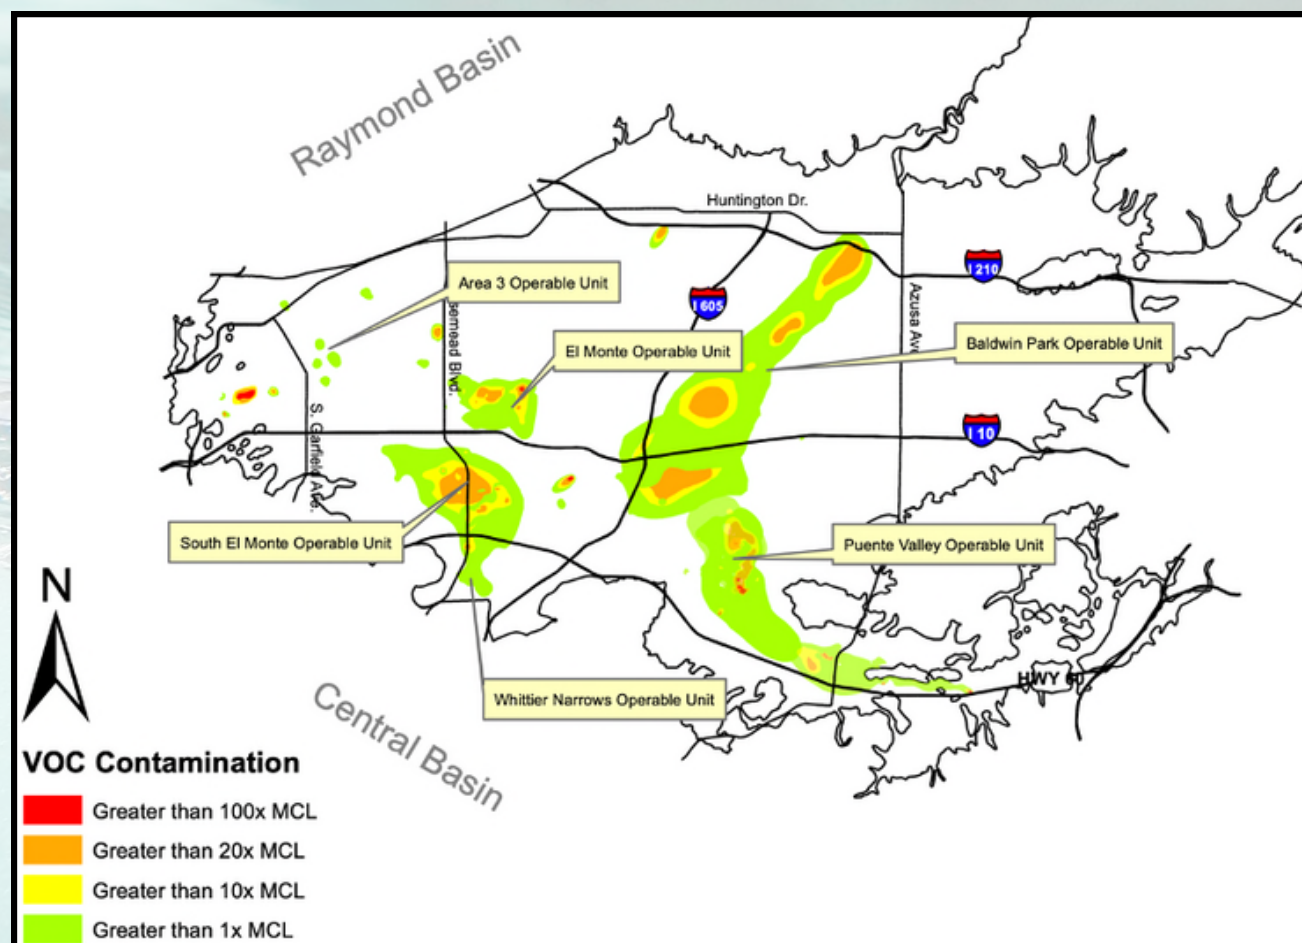 Raymond Basin
Huntington Dr.
I 210
Area 3 Operable Unit
I 605
Azusa Ave
semead Blvd.
El Monte Operable Unit
Baldwin Park Operable Unit
S. Garfield Ave.
I 10
South El Monte Operable Unit
Puente Valley Operable Unit
N
HWY 60
Whittier Narrows Operable Unit
Central Basin
VOC Contamination
Greater than 100x MCL
Greater than 20x MCL
Greater than 10x MCL
Greater than 1x MCL